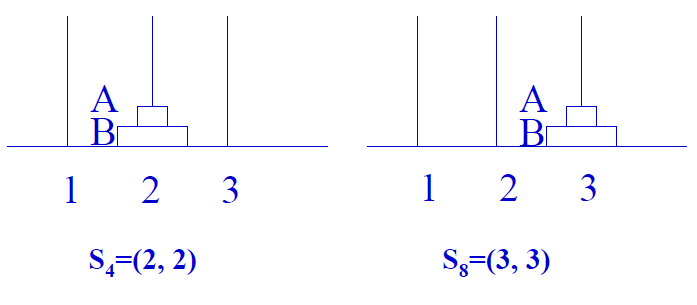 A
B
1 2 3
S4=(2, 2)
A
B
1 2 3
S8=(3, 3)